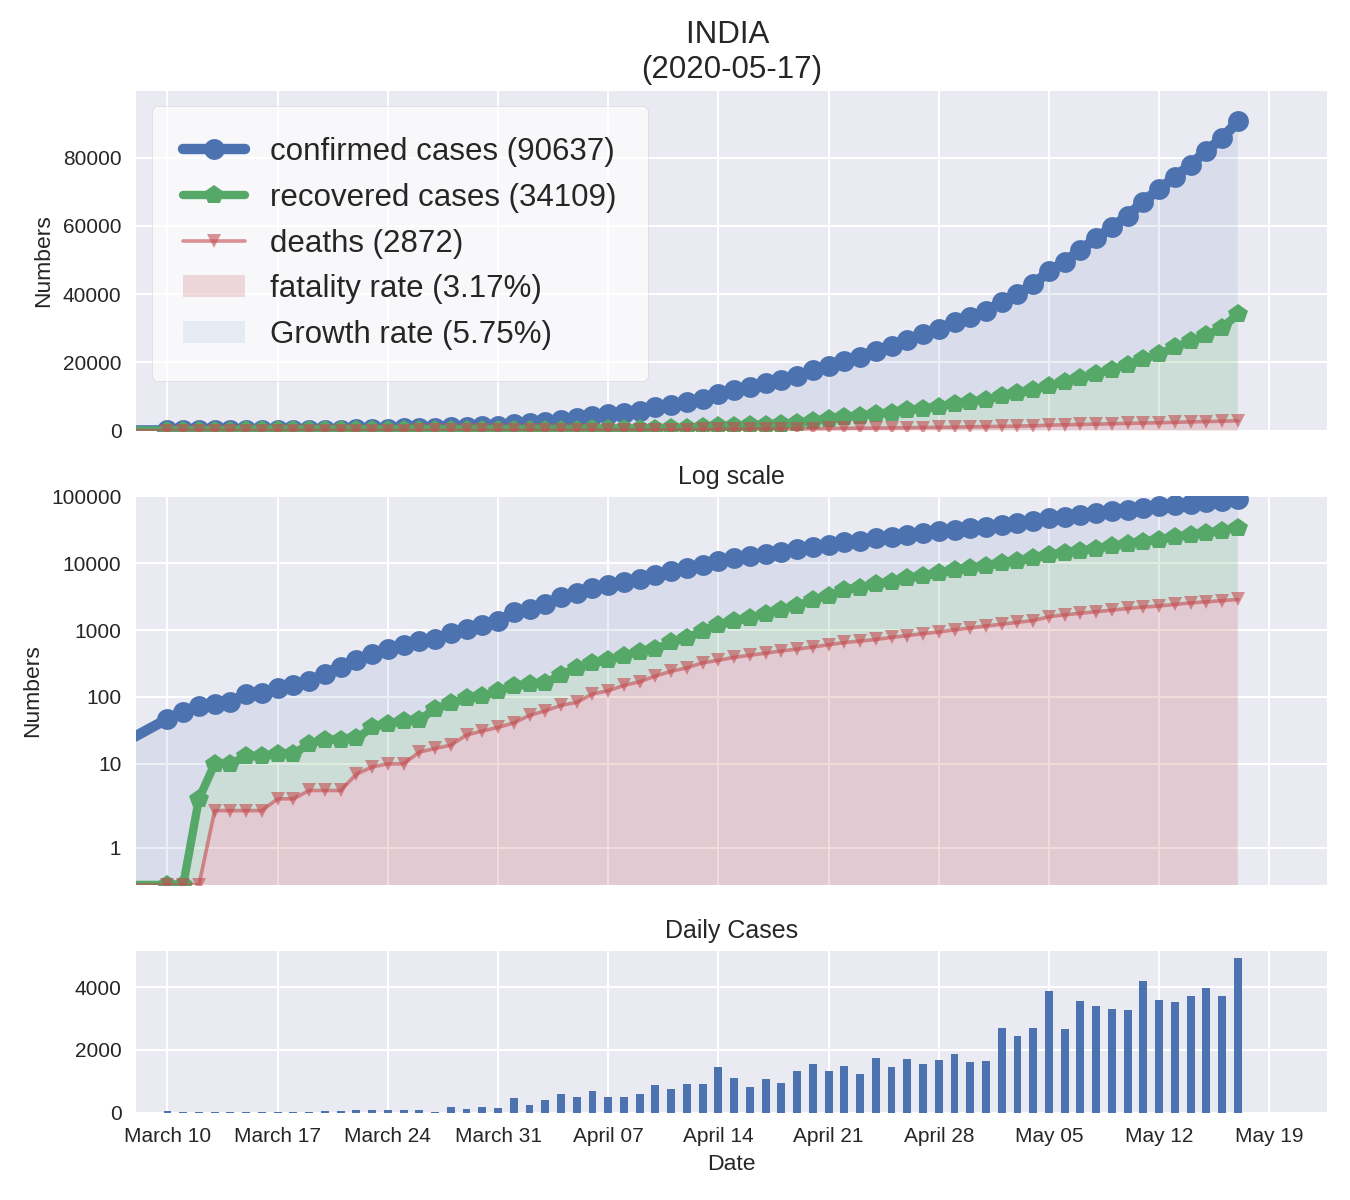 INDIA
(2020-05-17)
confirmed cases (90637)
recovered cases (34109)
deaths (2872)
fatality rate (3.17%)
Growth rate (5.75%)
Numbers
80000
60000
40000
20000
0
Log scale
Numbers
100000
10000
1000
100
10
1
Daily Cases
4000
2000
0
March 10 March 17 March 24 March 31 April 07 April 14 April 21 April 28 May 05 May 12 May 19
Date